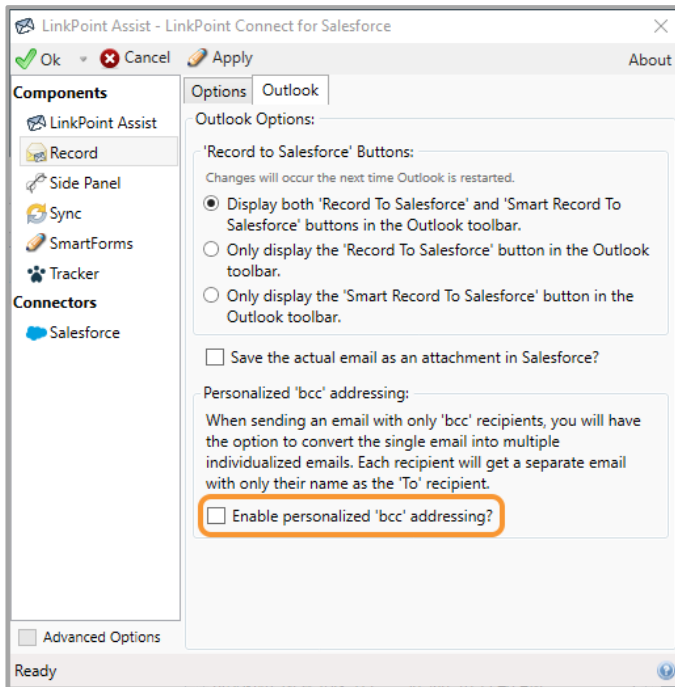 LinkPoint Assist - LinkPoint Connect for Salesforce
Ok Cancel Apply About
Components
LinkPoint Assist
Record
Side Panel
Sync
SmartForms
Tracker
Connectors
Salesforce
Options Outlook
Outlook Options:
'Record to Salesforce' Buttons:
Changes will occur the next time Outlook is restarted.
Display both 'Record To Salesforce' and 'Smart Record To
Salesforce' buttons in the Outlook toolbar.
Only display the 'Record To Salesforce' button in the Outlook
toolbar.
Only display the 'Smart Record To Salesforce' button in the
Outlook toolbar.
Save the actual email as an attachment in Salesforce?
Personalized 'bcc' addressing:
When sending an email with only 'bcc' recipients, you will have
the option to convert the single email into multiple
individualized emails. Each recipient will get a separate email
with only their name as the 'To' recipient.
Enable personalized 'bcc' addressing?
Advanced Options
Ready